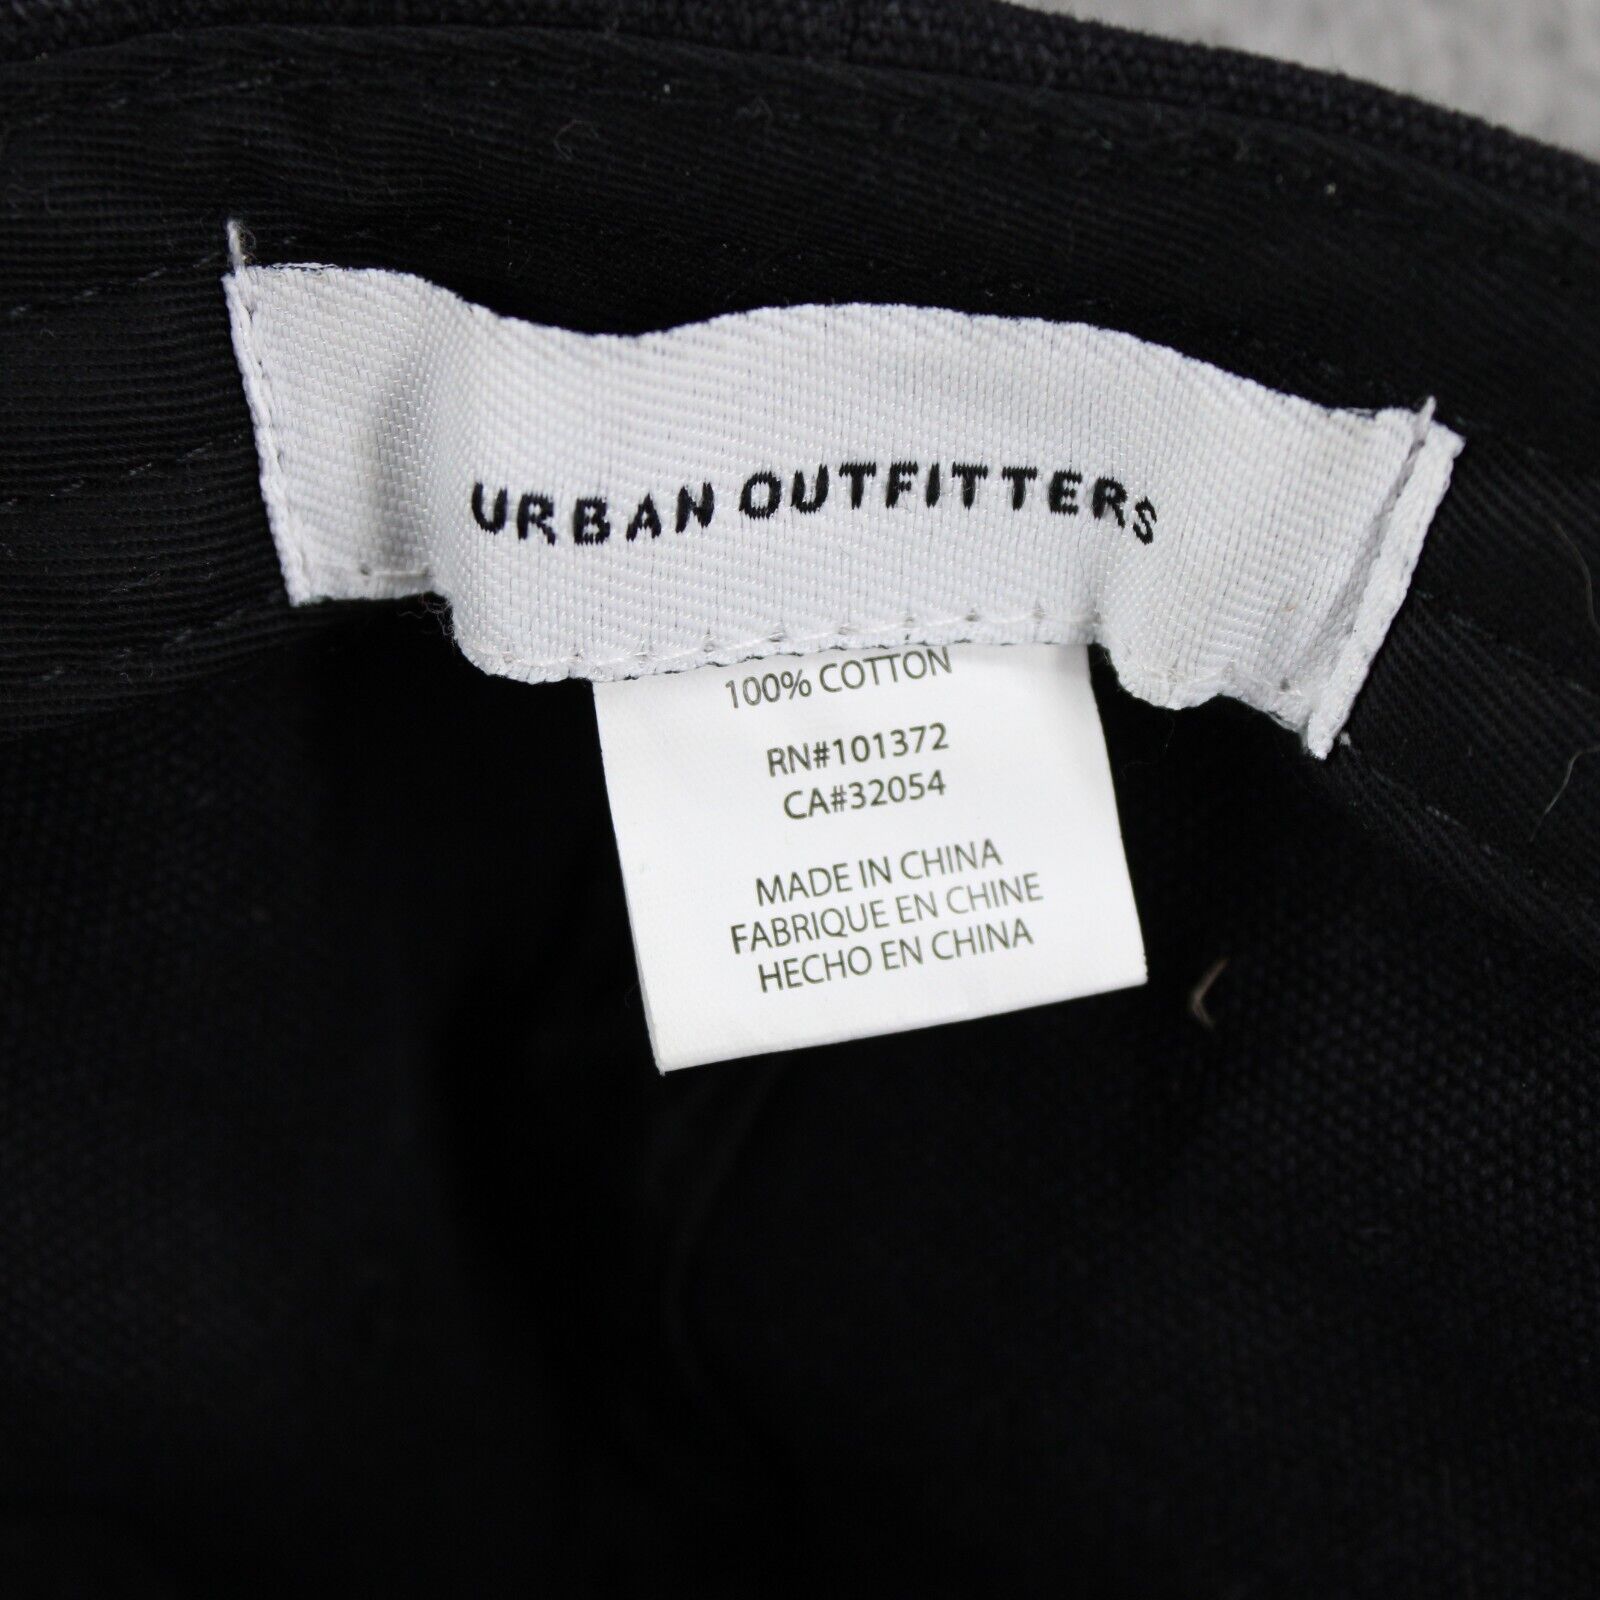 URBAN OUTFITTERS
100% COTTON
RN#101372
CA#32054
MADE IN CHINA
FABRIQUE EN CHINE
HECHO EN CHINA